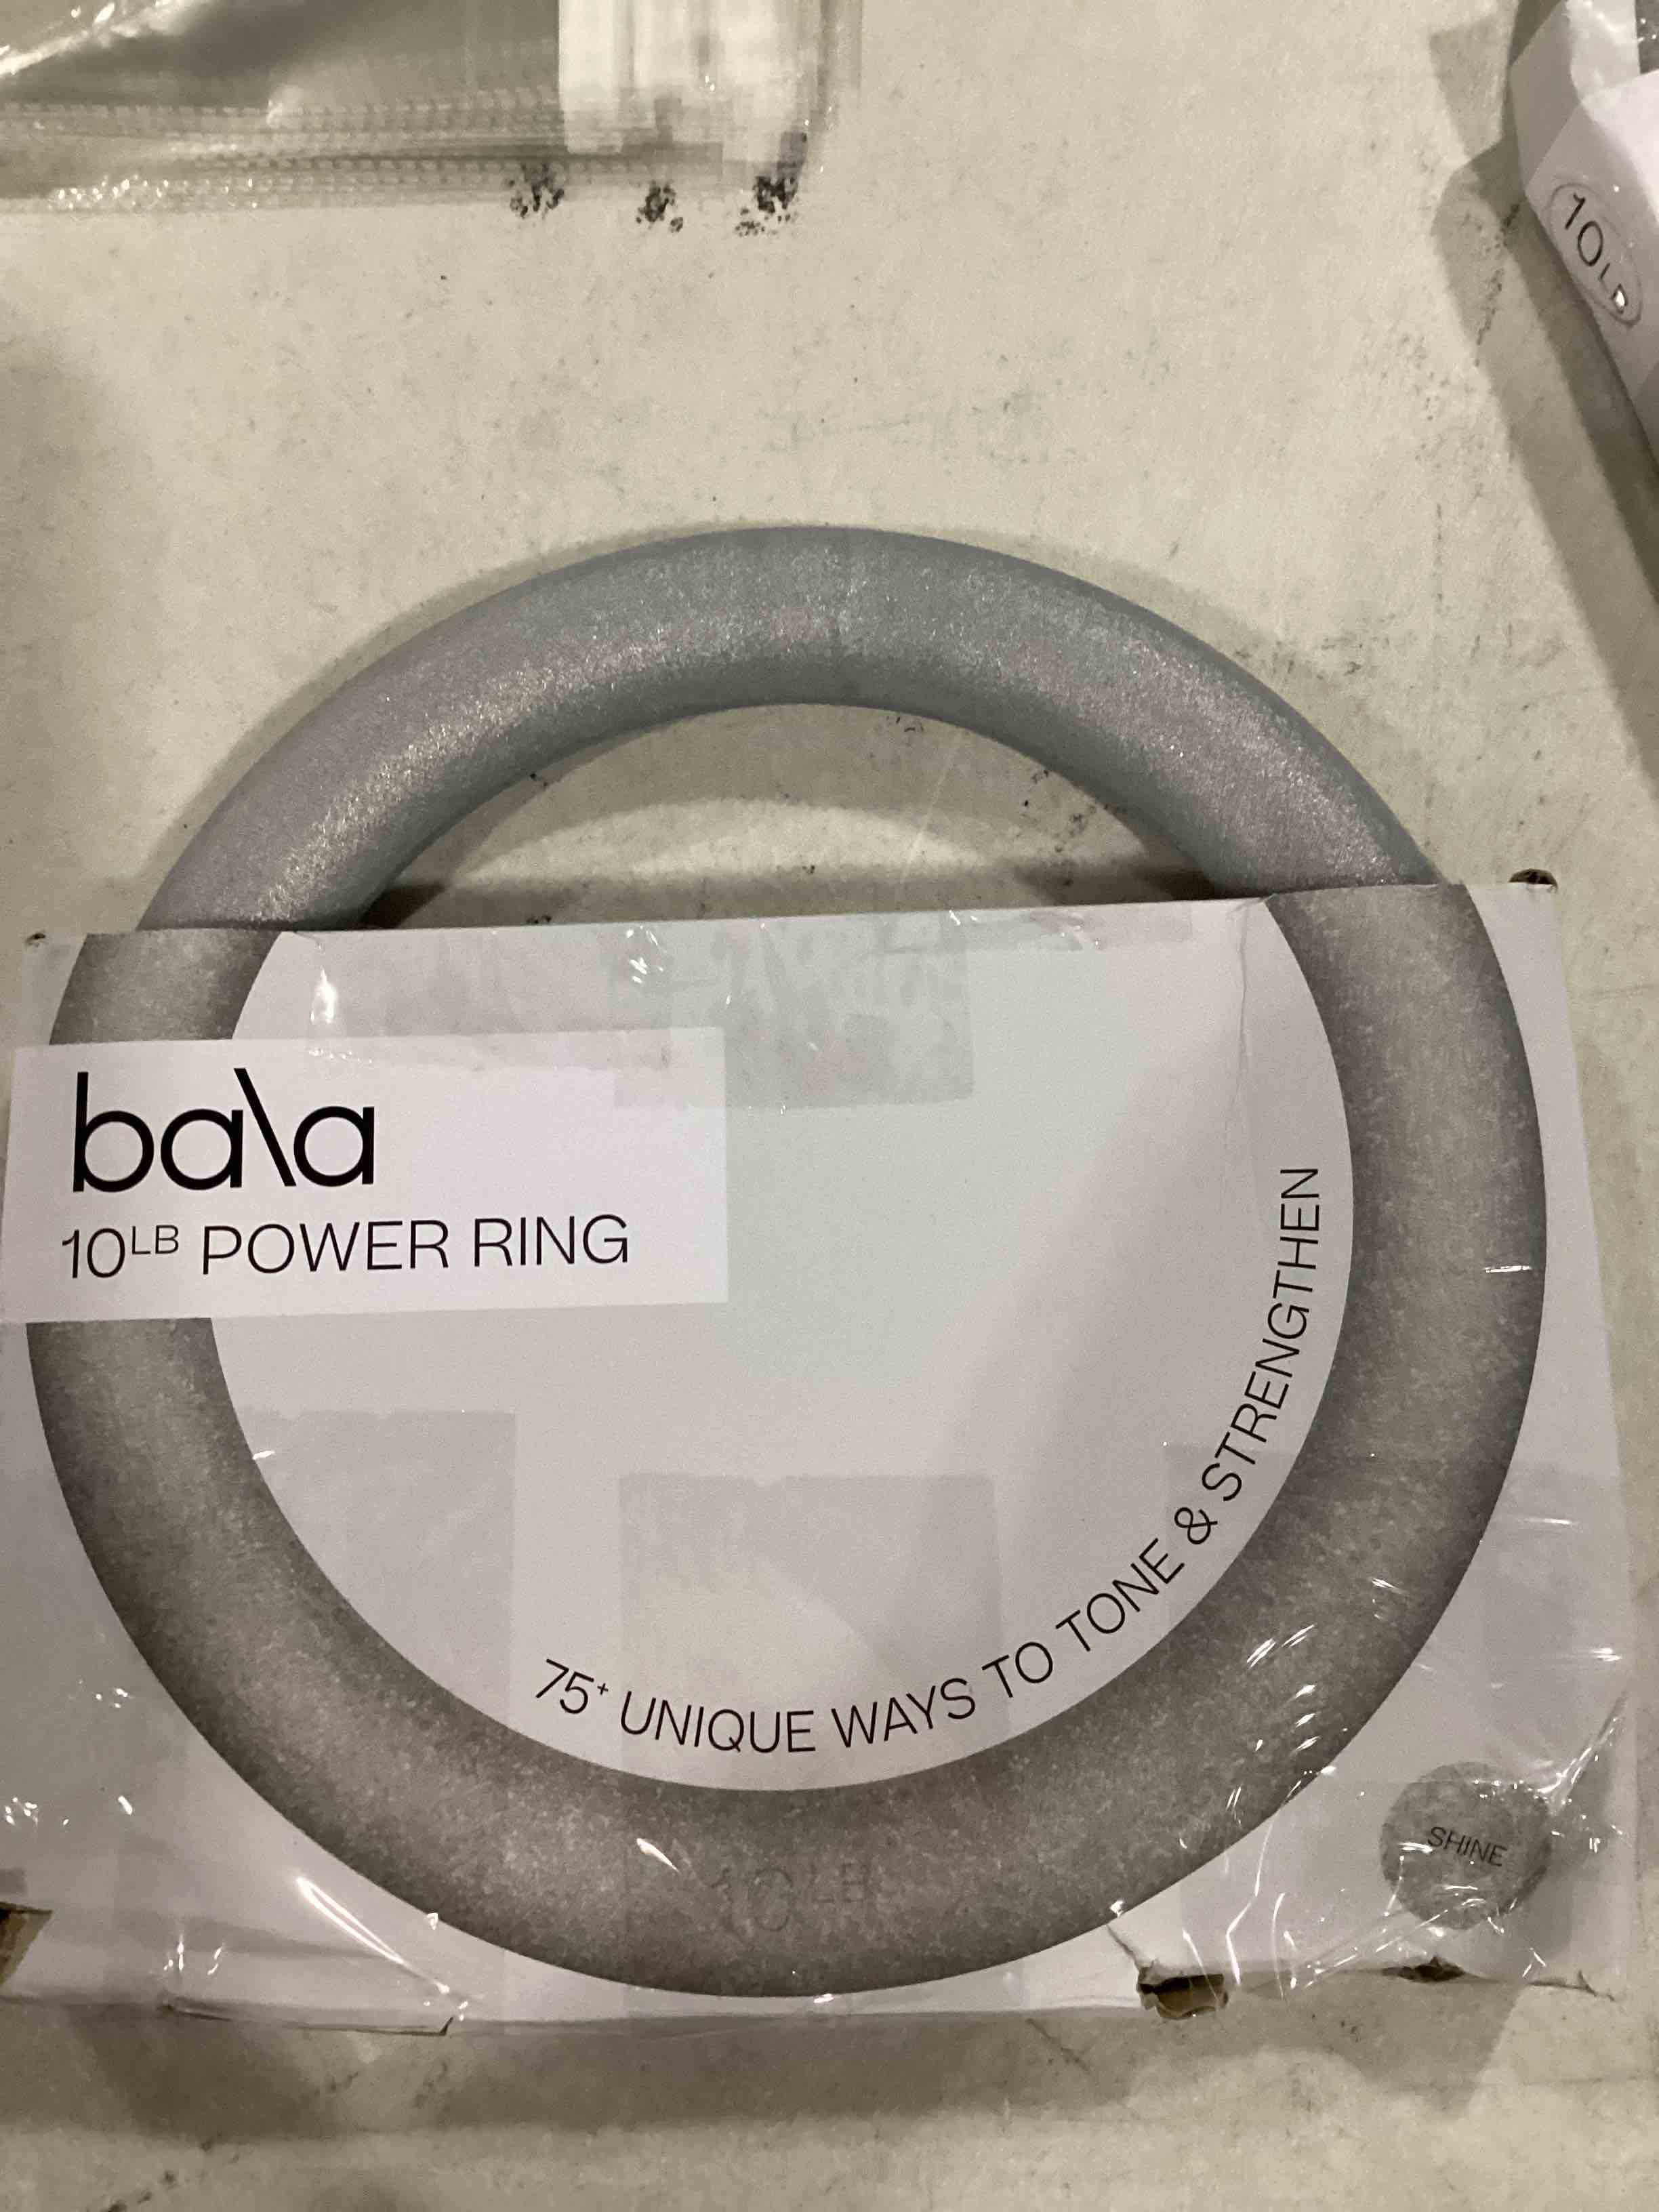 10LB
ba\a
10LB POWER RING
75+ UNIQUE WAYS TO TONE & STRENGTHEN
10LB
SHINE